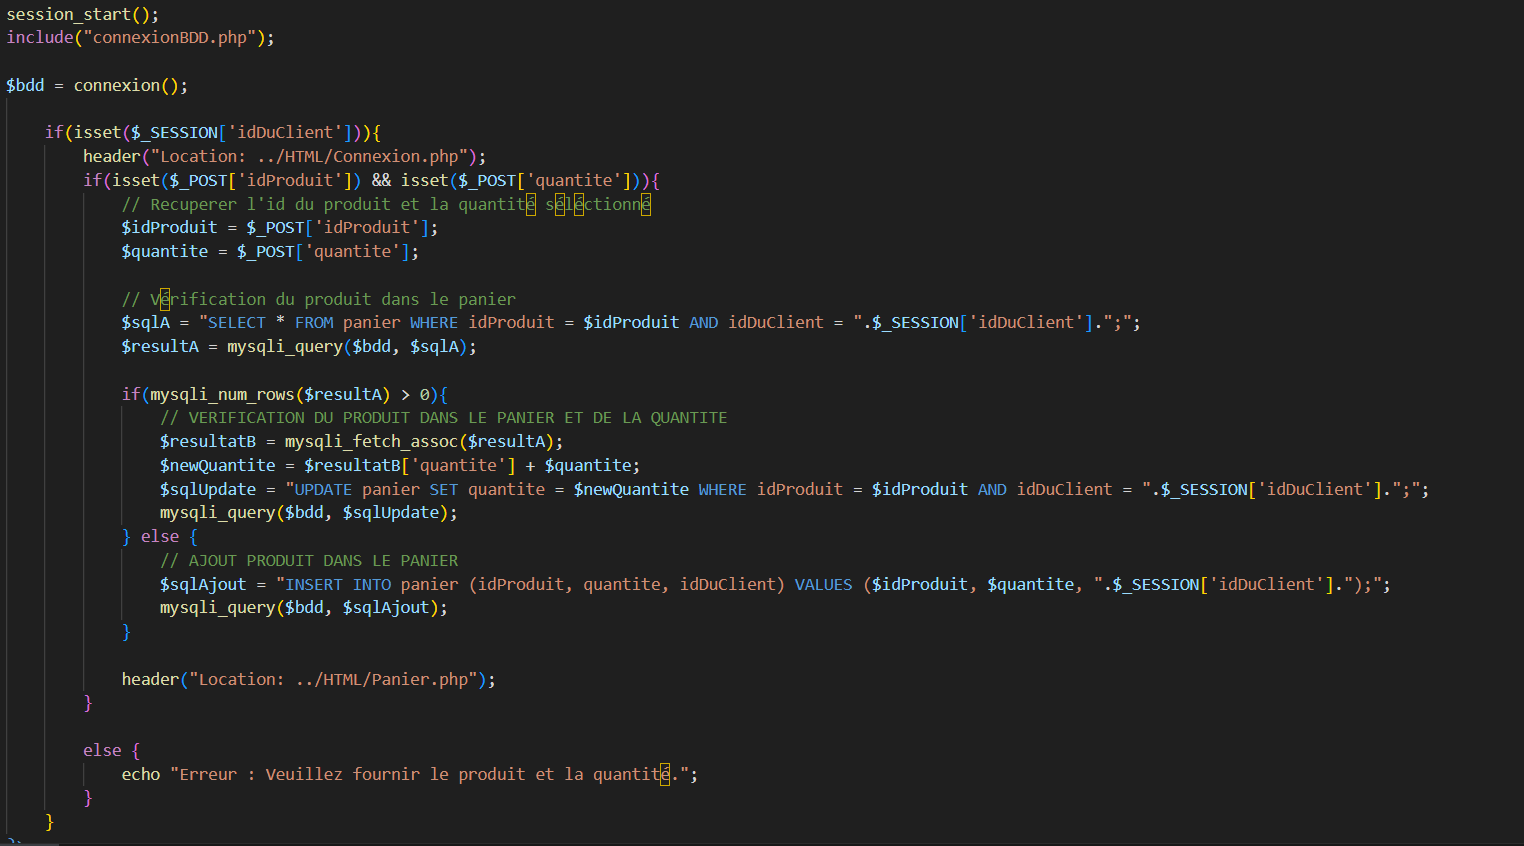 session_start();
include("connexionBDD.php");
$bdd = connexion();
if(isset($_SESSION['idDuClient'])){
header("Location: ../HTML/Connexion.php");
if(isset($_POST['idProduit']) && isset($_POST['quantite'])){
// Recuperer l'id du produit et la quantité séléctionné
$idProduit = $_POST['idProduit'];
$quantite = $_POST['quantite'];
// Vérification du produit dans le panier
$sqlA = "SELECT * FROM panier WHERE idProduit = $idProduit AND idDuClient = ".$_SESSION['idDuClient'].";";
$resultA = mysqli_query($bdd, $sqlA);
if(mysqli_num_rows($resultA) > 0){
// VERIFICATION DU PRODUIT DANS LE PANIER ET DE LA QUANTITE
$resultatB = mysqli_fetch_assoc($resultA);
$newQuantite = $resultatB['quantite'] + $quantite;
$sqlUpdate = "UPDATE panier SET quantite = $newQuantite WHERE idProduit = $idProduit AND idDuClient = ".$_SESSION['idDuClient'].";";
mysqli_query($bdd, $sqlUpdate);
} else {
// AJOUT PRODUIT DANS LE PANIER
$sqlAjout = "INSERT INTO panier (idProduit, quantite, idDuClient) VALUES ($idProduit, $quantite, ".$_SESSION['idDuClient'].");";
mysqli_query($bdd, $sqlAjout);
}
header("Location: ../HTML/Panier.php");
}
else {
echo "Erreur : Veuillez fournir le produit et la quantité.";
}
}